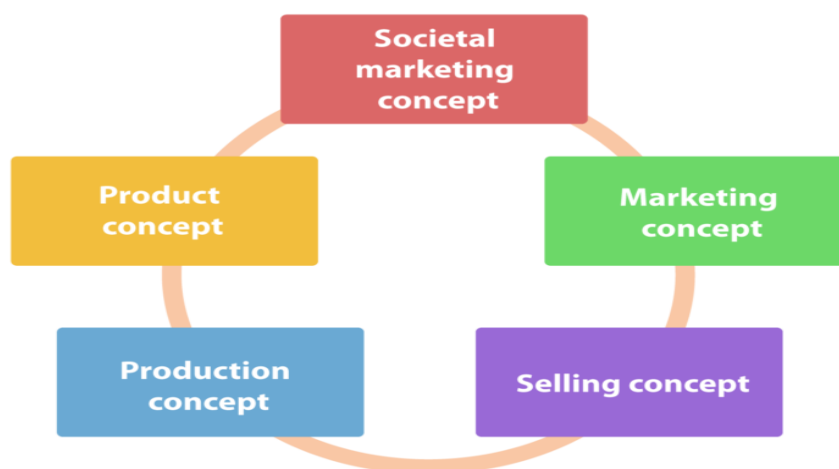 Societal
marketing
concept
Product
concept
Marketing
concept
Production
concept
Selling concept